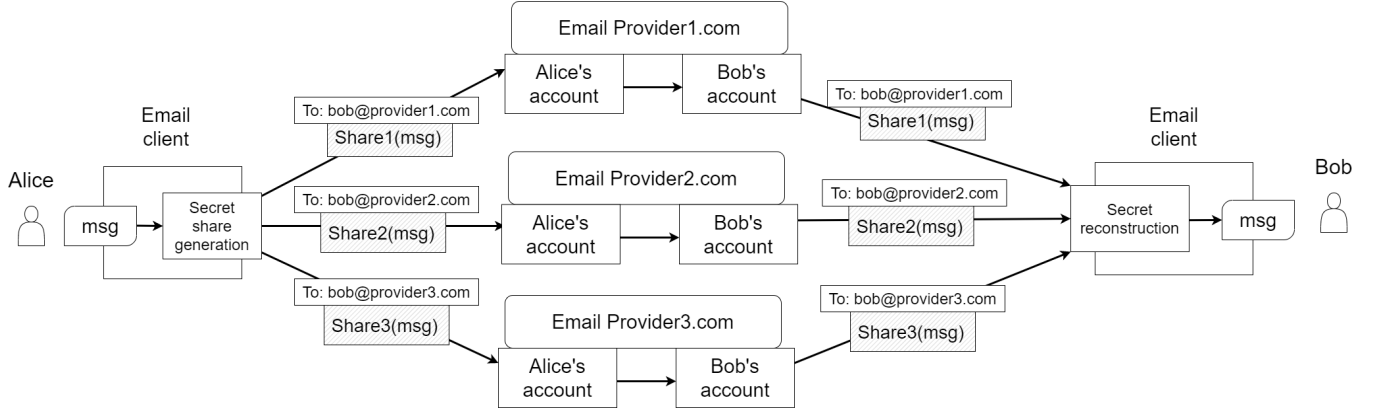 Alice
Email
client
msg
Secret
share
generation
To: bob@provider1.com
Share1(msg)
To: bob@provider2.com
Share2(msg)
To: bob@provider3.com
Share3(msg)
Email Provider1.com
Alice's
account
Bob's
account
Email Provider2.com
Alice's
account
Bob's
account
Email Provider3.com
Alice's
account
Bob's
account
To: bob@provider1.com
Share1(msg)
To: bob@provider2.com
Share2(msg)
To: bob@provider3.com
Share3(msg)
Email
client
Secret
reconstruction
msg
Bob